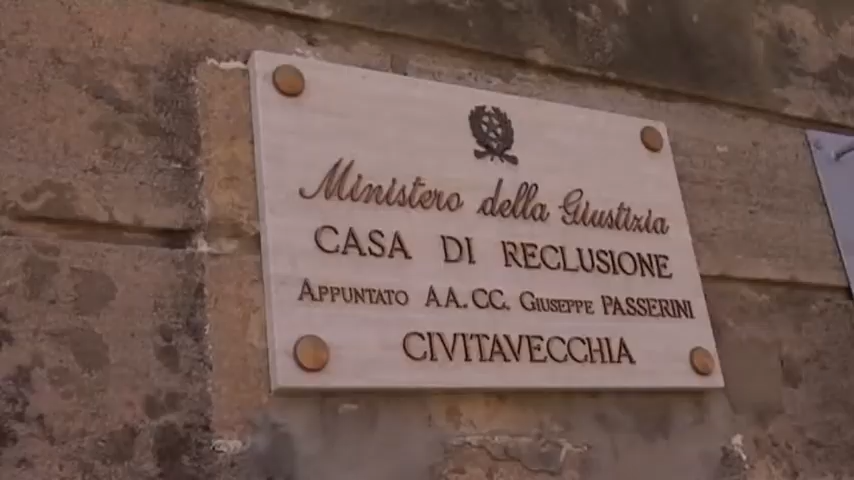 Ministero della Giustizia
CASA DI RECLUSIONE
APPUNTATO AA.CC. GIUSEPPE PASSERINI
CIVITAVECCHIA